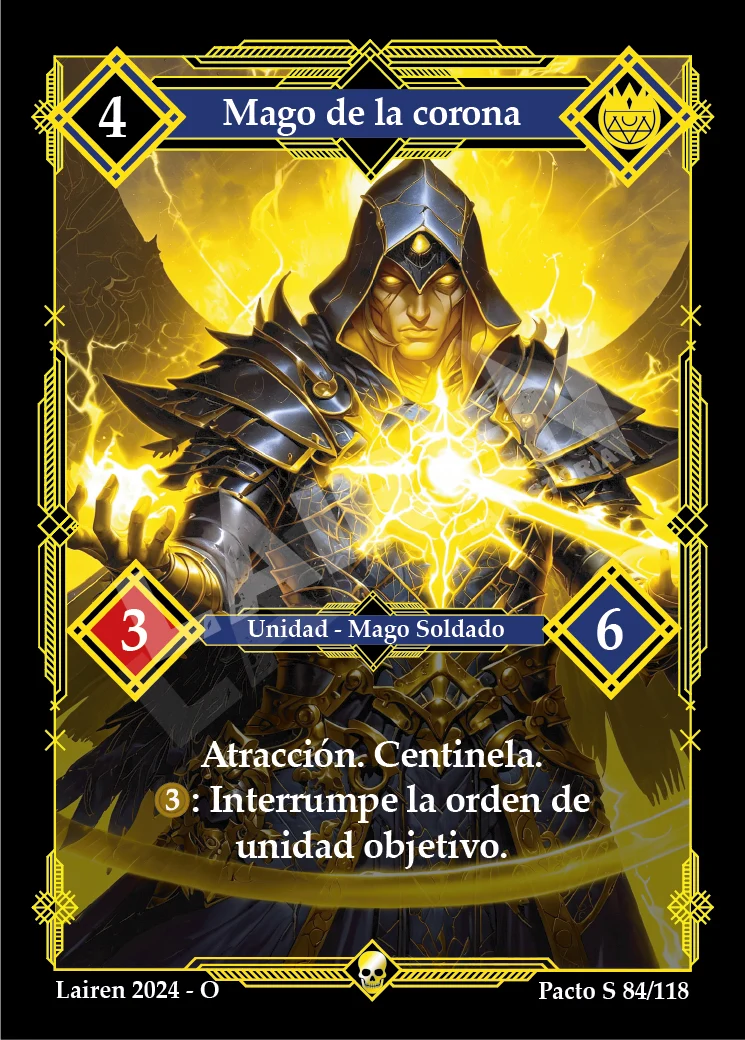 4
Mago de la corona
3
Unidad - Mago Soldado
6
Atracción. Centinela.
3 : Interrumpe la orden de
unidad objetivo.
Lairen 2024 - O
Pacto S 84/118